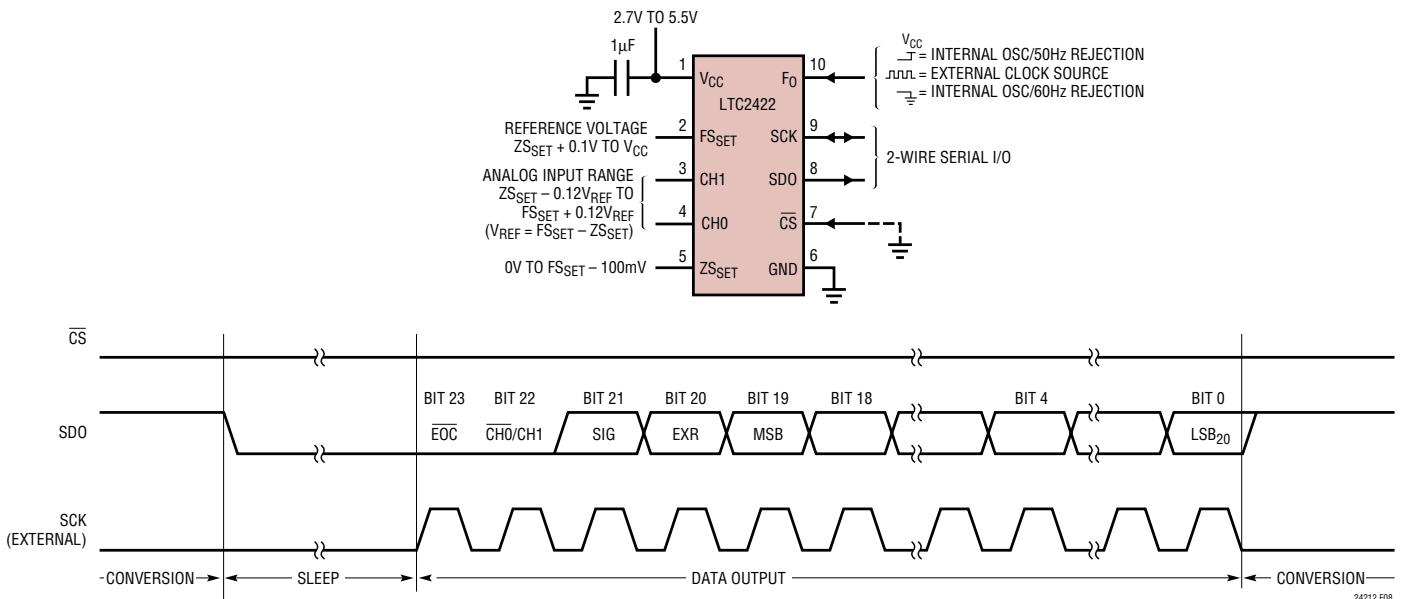 2.7V TO 5.5V
1µF
1
VCC
LTC2422
FO
10
VCC
= INTERNAL OSC/50Hz REJECTION
= EXTERNAL CLOCK SOURCE
= INTERNAL OSC/60Hz REJECTION
REFERENCE VOLTAGE
ZSSET + 0.1V TO VCC
2
FSSET
SCK
9
2-WIRE SERIAL I/O
ANALOG INPUT RANGE
ZSSET – 0.12VREF TO
FSSET + 0.12VREF
(VREF = FSSET – ZSSET)
3
CH1
SDO
8
4
CH0
CS
7
0V TO FSSET – 100mV
5
ZSSET
GND
6
CS
BIT 23
BIT 22
BIT 21
BIT 20
BIT 19
BIT 18
BIT 4
BIT 0
SDO
EOC
CH0/CH1
SIG
EXR
MSB
LSB20
SCK
(EXTERNAL)
CONVERSION
SLEEP
DATA OUTPUT
CONVERSION
24212 F08